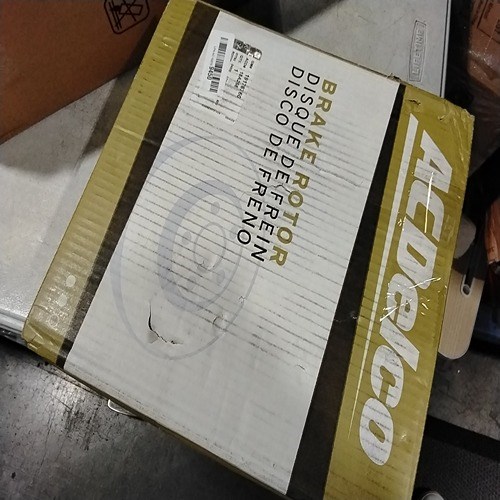 BRAKE ROTOR
DISQUE DE FREIN
DISCO DE FRENO
ACDelco